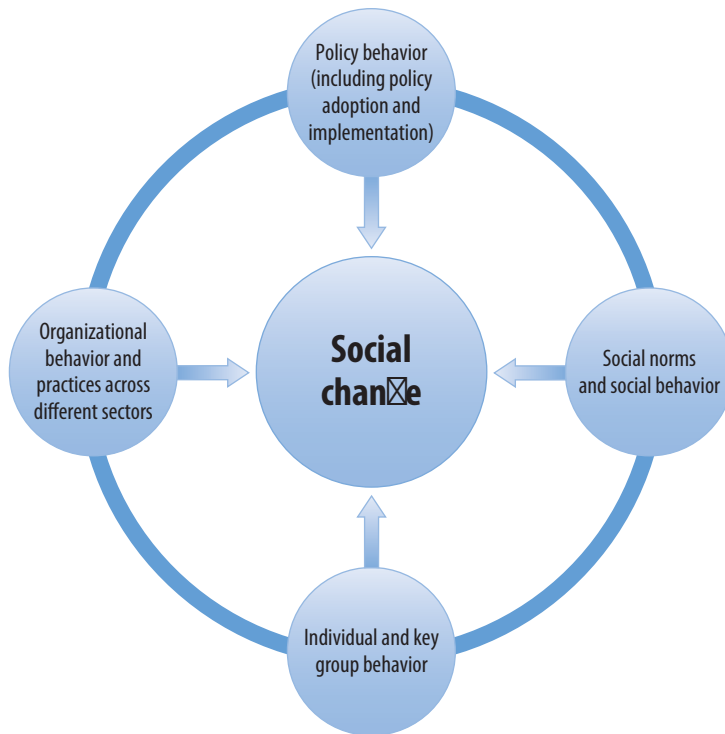 Policy behavior
(including policy
adoption and
implementation)
Organizational
behavior and
practices across
different sectors
Social
chan☒e
Social norms
and social behavior
Individual and key
group behavior